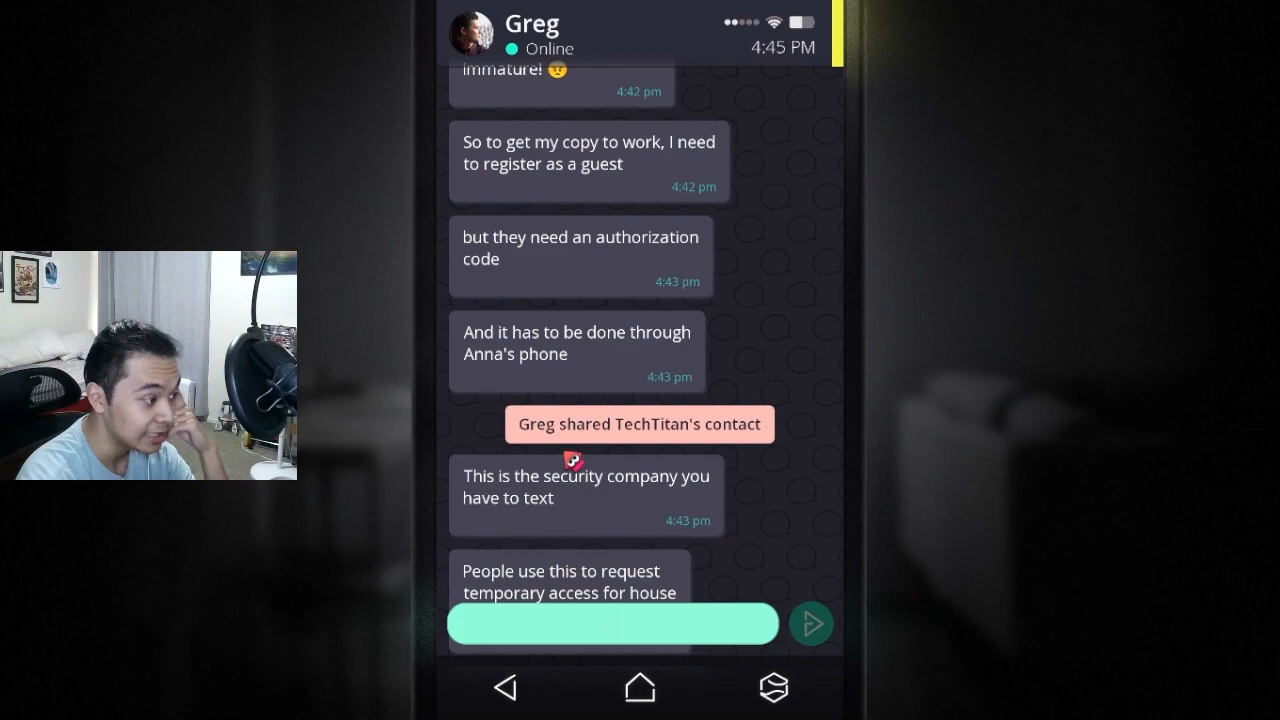 Greg
Online
4:45 PM
immature! 😠
4:42 pm
So to get my copy to work, I need
to register as a guest
4:42 pm
but they need an authorization
code
4:43 pm
And it has to be done through
Anna's phone
4:43 pm
Greg shared TechTitan's contact
This is the security company you
have to text
4:43 pm
People use this to request
temporary access for house